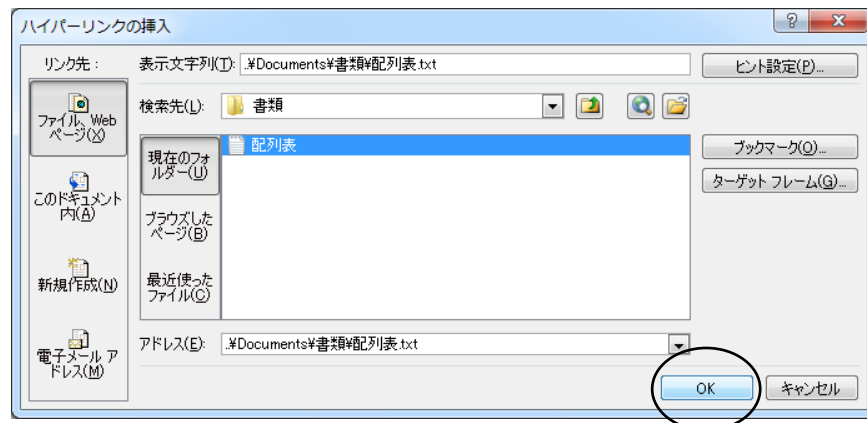 ハイパーリンクの挿入
リンク先：
表示文字列(T): .¥Documents¥書類¥配列表.txt
ヒント設定(P)...
ファイル、Web
ページ(X)
検索先(L):
書類
現在のフォ
ルダー(U)
配列表
ブックマーク(O)...
ターゲット フレーム(G)...
このドキュメント
内(A)
ブラウズした
ページ(B)
新規作成(N)
最近使った
ファイル(C)
電子メール ア
ドレス(M)
アドレス(E): .¥Documents¥書類¥配列表.txt
OK
キャンセル